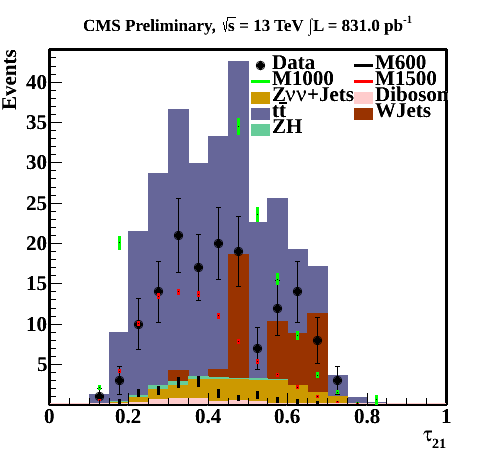 CMS Preliminary, √s = 13 TeV ∫L = 831.0 pb⁻¹
Events
Data
M600
M1000
M1500
Zνν+Jets
Diboson
tt̄
WJets
ZH
40
35
30
25
20
15
10
5
0 0.2 0.4 0.6 0.8 1
τ₂₁